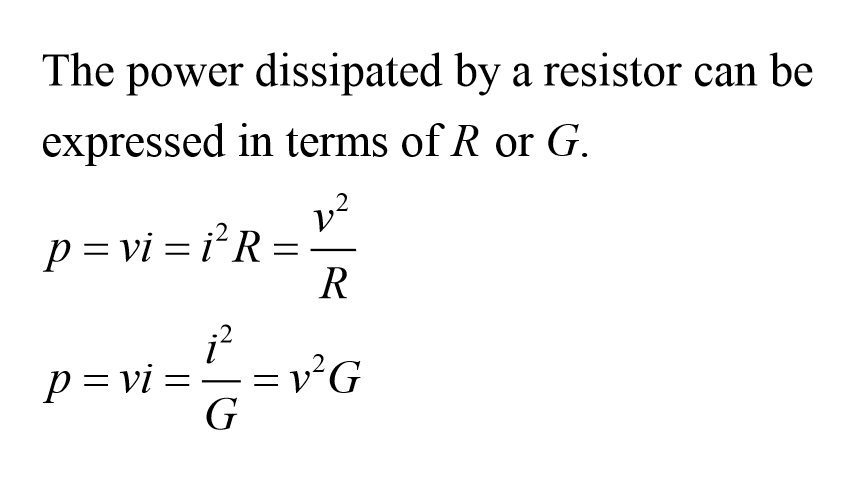 The power dissipated by a resistor can be
expressed in terms of R or G.
p = vi = i²R = v²/R
p = vi = i²/G = v²G